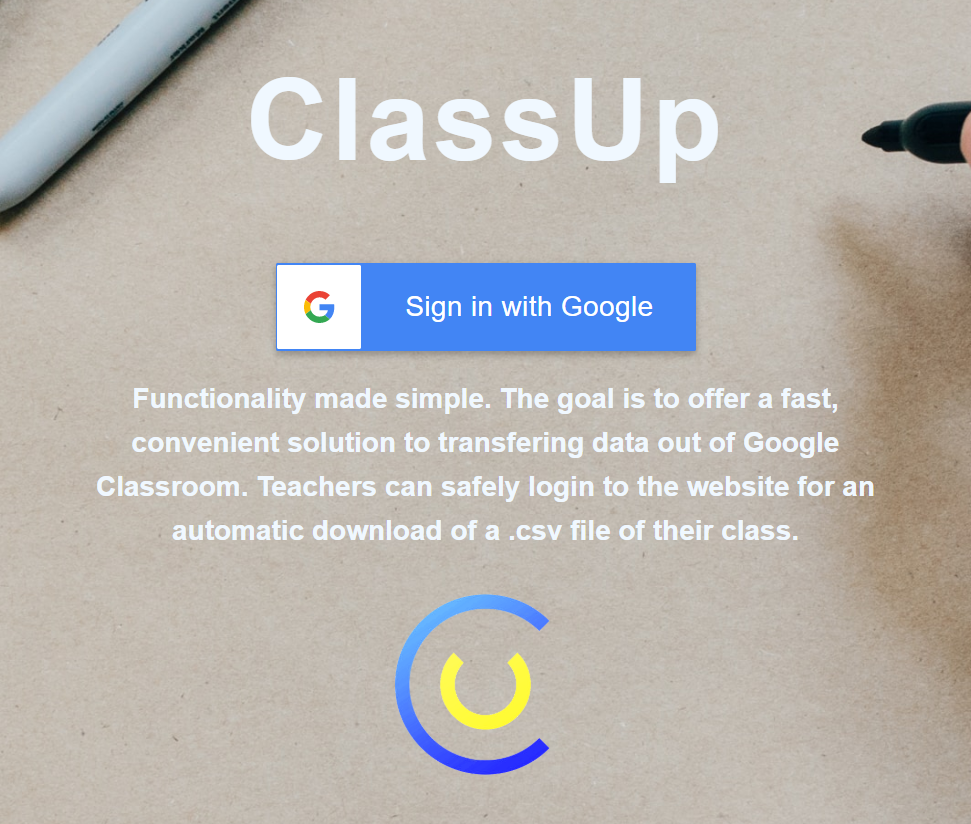 ClassUp
Sign in with Google
Functionality made simple. The goal is to offer a fast,
convenient solution to transfering data out of Google
Classroom. Teachers can safely login to the website for an
automatic download of a .csv file of their class.